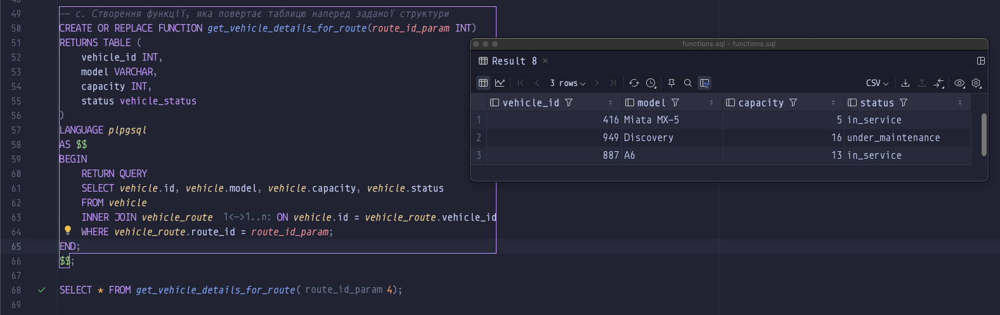 49 -- c. Створення функції, яка повертає таблицю наперед заданої структури
50 CREATE OR REPLACE FUNCTION get_vehicle_details_for_route(route_id_param INT)
51 RETURNS TABLE (
52 vehicle_id INT,
53 model VARCHAR,
54 capacity INT,
55 status vehicle_status
56 )
57 LANGUAGE plpgsql
58 AS $$
59 BEGIN
60 RETURN QUERY
61 SELECT vehicle.id, vehicle.model, vehicle.capacity, vehicle.status
62 FROM vehicle
63 INNER JOIN vehicle_route 1<->1..n: ON vehicle.id = vehicle_route.vehicle_id
64 WHERE vehicle_route.route_id = route_id_param;
65 END;
66 $$;
67
68 SELECT * FROM get_vehicle_details_for_route( route_id_param 4);
69
functions.sql - functions.sql
Result 8 ×
3 rows CSV
vehicle_id model capacity status
1 416 Miata MX-5 5 in_service
2 949 Discovery 16 under_maintenance
3 887 A6 13 in_service